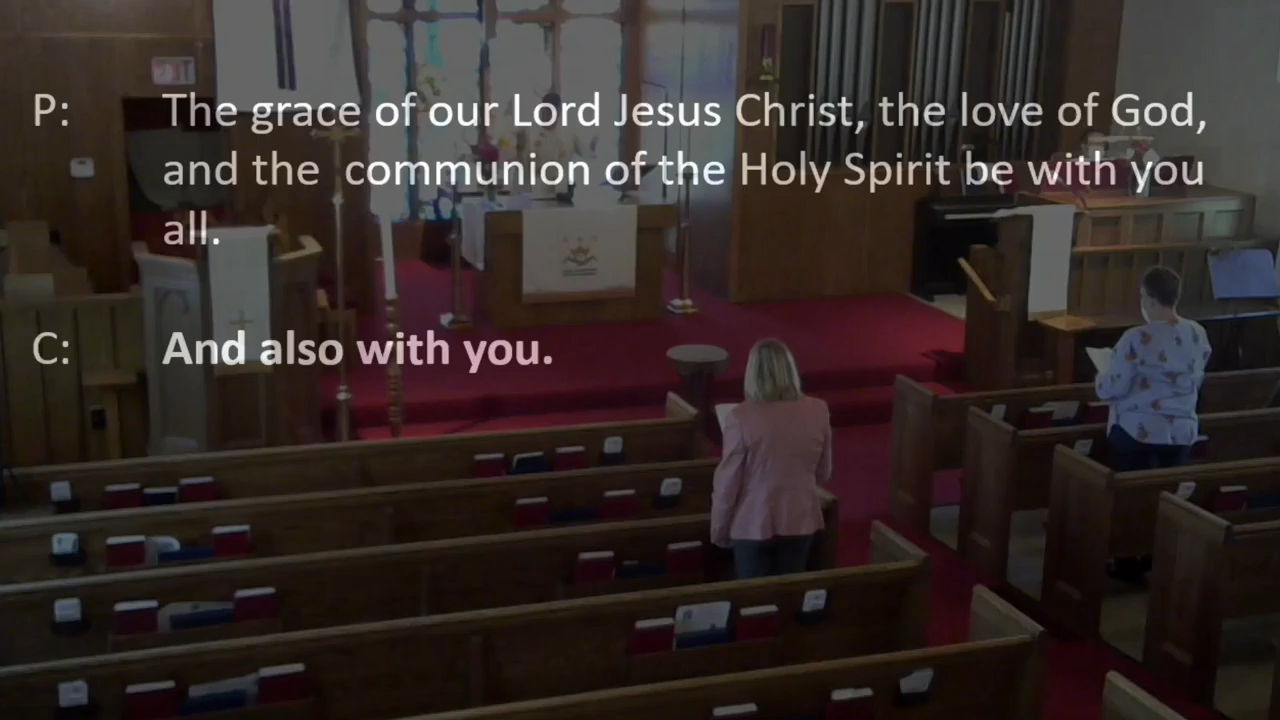 P: The grace of our Lord Jesus Christ, the love of God,
and the communion of the Holy Spirit be with you
all.
C: And also with you.